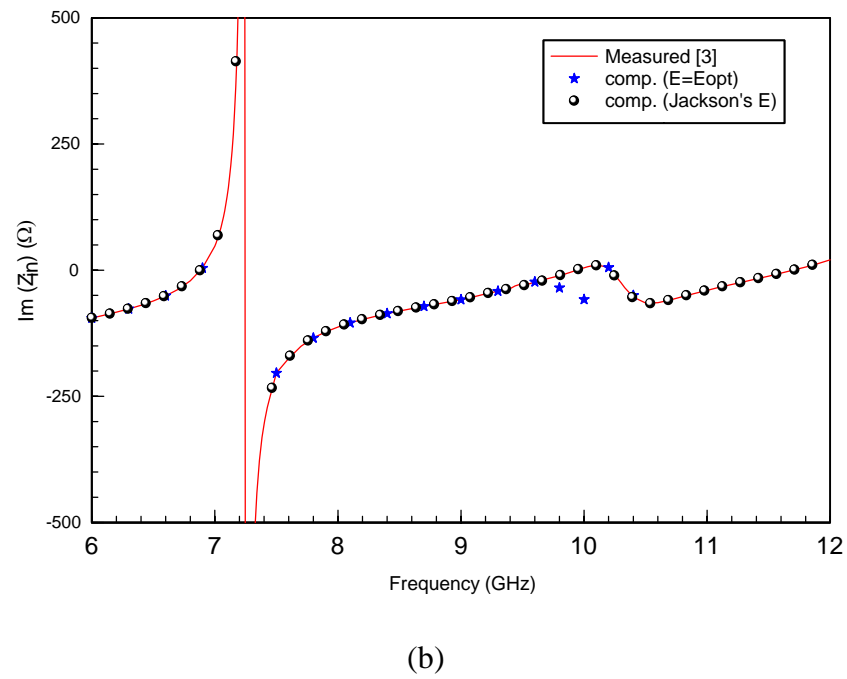 500
250
0
-250
-500
Im (Zin) (Ω)
Measured [3]
comp. (E=Eopt)
comp. (Jackson's E)
6 7 8 9 10 11 12
Frequency (GHz)
(b)